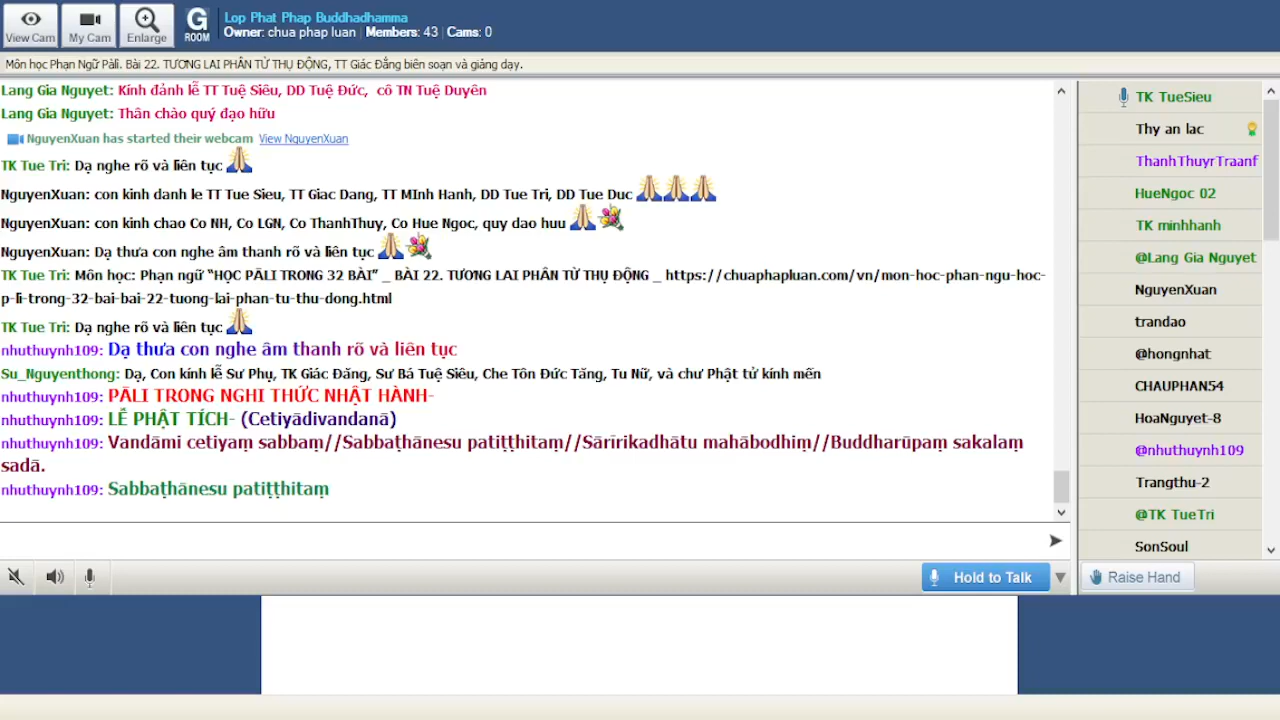 View Cam
My Cam
Enlarge
G ROOM
Lop Phat Phap Buddhadhamma
Owner: chua phap luan | Members: 43 | Cams: 0
Môn học Phạn Ngữ Pāli. Bài 22. TƯƠNG LAI PHÂN TỪ THỤ ĐỘNG, TT Giác Đẳng biên soạn và giảng dạy.
Lang Gia Nguyet: Kính đảnh lễ TT Tuệ Siêu, DD Tuệ Đức, cô TN Tuệ Duyên
Lang Gia Nguyet: Thân chào quý đạo hữu
NguyenXuan has started their webcam View NguyenXuan
TK Tue Tri: Dạ nghe rõ và liên tục
NguyenXuan: con kinh danh le TT Tue Sieu, TT Giac Dang, TT MInh Hanh, DD Tue Tri, DD Tue Duc
NguyenXuan: con kinh chao Co NH, Co LGN, Co ThanhThuy, Co Hue Ngoc, quy dao huu
NguyenXuan: Dạ thưa con nghe âm thanh rõ và liên tục
TK Tue Tri: Môn học: Phạn ngữ “HỌC PĀLI TRONG 32 BÀI” _ BÀI 22. TƯƠNG LAI PHÂN TỪ THỤ ĐỘNG _ https://chuaphapluan.com/vn/mon-hoc-phan-ngu-hoc-
p-li-trong-32-bai-bai-22-tuong-lai-phan-tu-thu-dong.html
TK Tue Tri: Dạ nghe rõ và liên tục
nhuthuynh109: Dạ thưa con nghe âm thanh rõ và liên tục
Su_Nguyenthong: Dạ, Con kính lễ Sư Phụ, TK Giác Đăng, Sư Bá Tuệ Siêu, Che Tôn Đức Tăng, Tu Nữ, và chư Phật tử kính mến
nhuthuynh109: PĀLI TRONG NGHI THỨC NHẬT HÀNH-
nhuthuynh109: LỄ PHẬT TÍCH- (Cetiyādivandanā)
nhuthuynh109: Vandāmi cetiyaṃ sabbaṃ//Sabbaṭhānesu patiṭṭhitaṃ//Sārīrikadhātu mahābodhiṃ//Buddharūpaṃ sakalaṃ
sadā.
nhuthuynh109: Sabbaṭhānesu patiṭṭhitaṃ
TK TueSieu
Thy an lac
ThanhThuyrTraanf
HueNgoc 02
TK minhhanh
@Lang Gia Nguyet
NguyenXuan
trandao
@hongnhat
CHAUPHAN54
HoaNguyet-8
@nhuthuynh109
Trangthu-2
@TK TueTri
SonSoul
Hold to Talk
Raise Hand